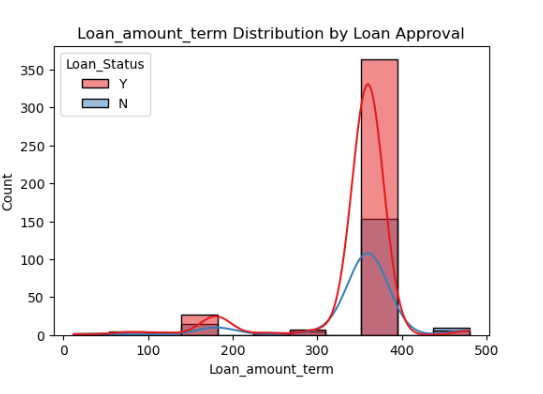 Loan_amount_term Distribution by Loan Approval
Loan_Status
Y
N
Count
350
300
250
200
150
100
50
0
0 100 200 300 400 500
Loan_amount_term